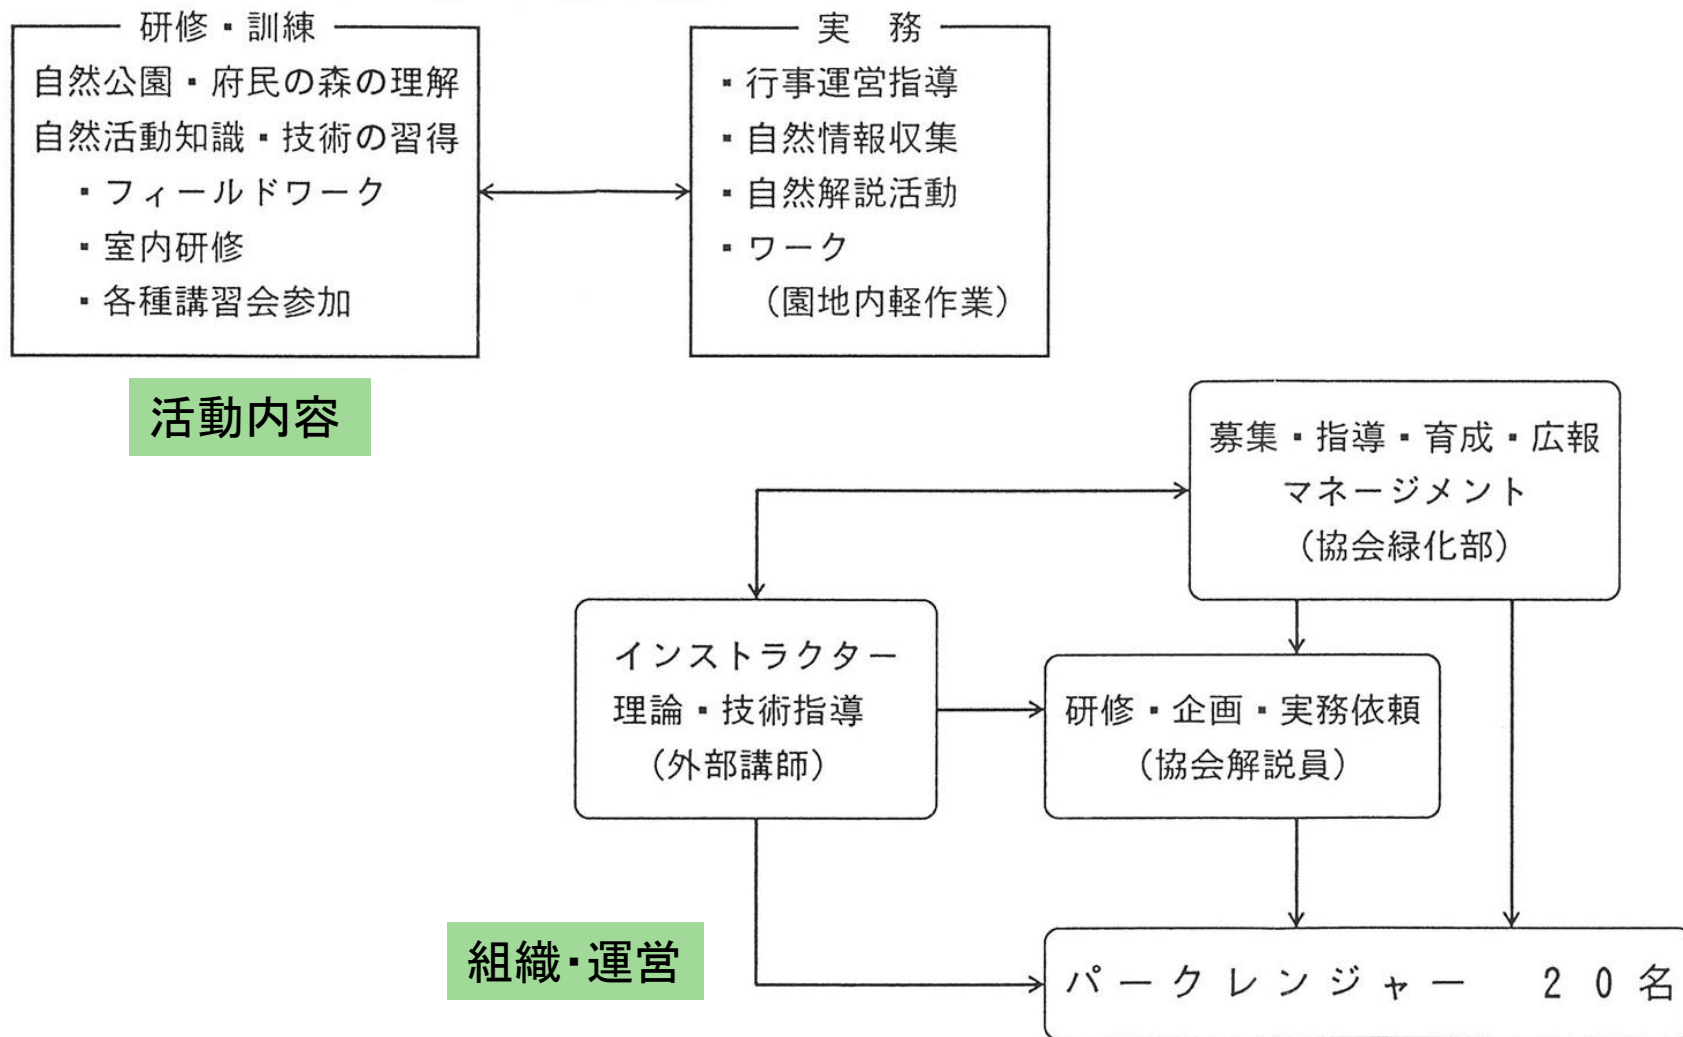 研修・訓練
自然公園・府民の森の理解
自然活動知識・技術の習得
・フィールドワーク
・室内研修
・各種講習会参加
実 務
・行事運営指導
・自然情報収集
・自然解説活動
・ワーク
（園地内軽作業）
活動内容
募集・指導・育成・広報
マネージメント
（協会緑化部）
インストラクター
理論・技術指導
（外部講師）
研修・企画・実務依頼
（協会解説員）
組織・運営
パークレンジャー ２０名